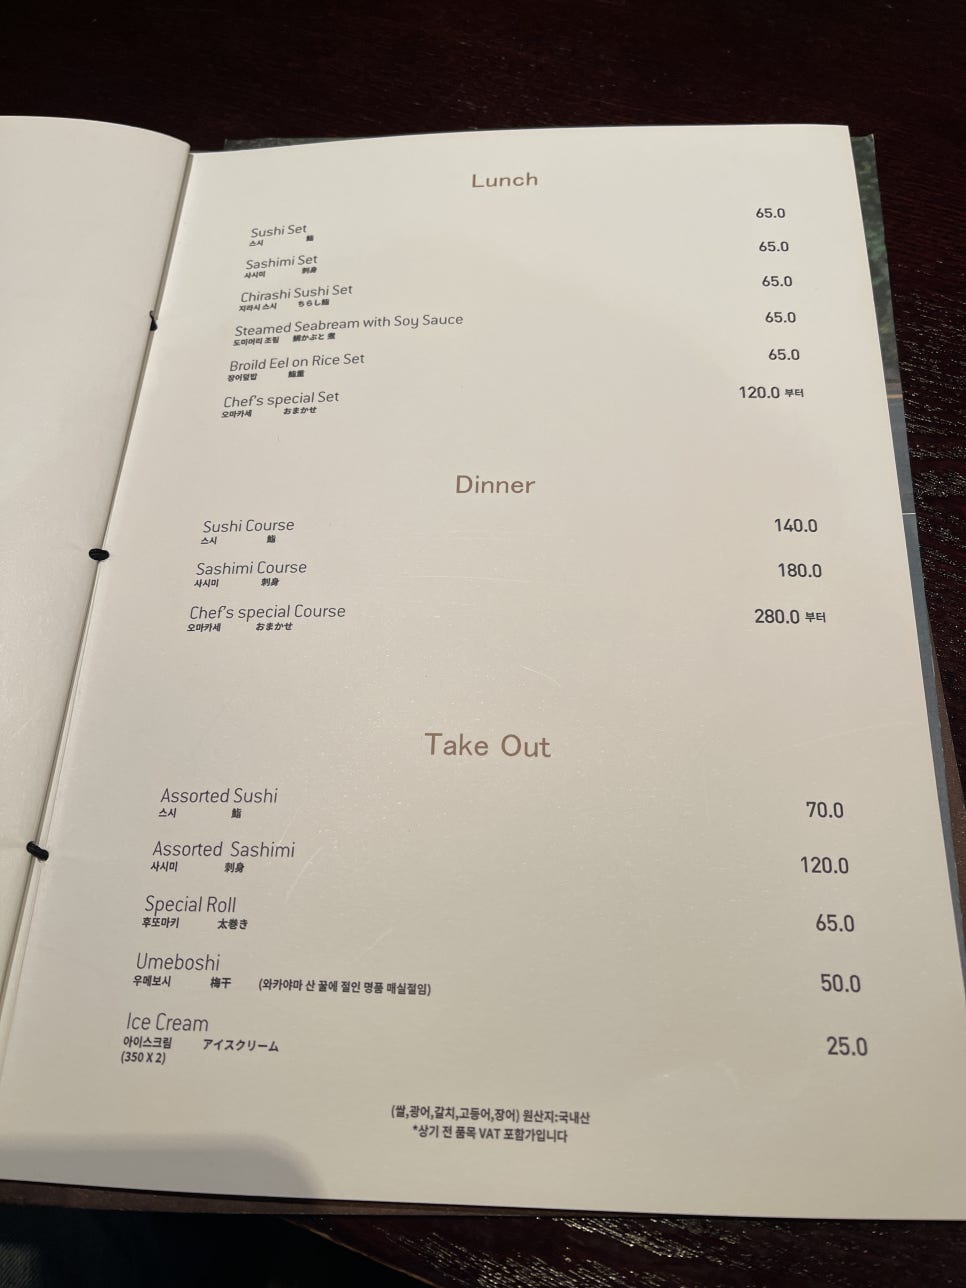 Lunch
Sushi Set 65.0
스시 鮨
Sashimi Set 65.0
사시미 刺身
Chirashi Sushi Set 65.0
지라시 스시 ちらし鮨
Steamed Seabream with Soy Sauce 65.0
도미머리 조림 鯛かぶと 煮
Broild Eel on Rice Set 65.0
장어덮밥 鰻重
Chef's special Set 120.0 부터
오마카세 おまかせ
Dinner
Sushi Course 140.0
스시 鮨
Sashimi Course 180.0
사시미 刺身
Chef's special Course 280.0 부터
오마카세 おまかせ
Take Out
Assorted Sushi 70.0
스시 鮨
Assorted Sashimi 120.0
사시미 刺身
Special Roll 65.0
후또마키 太巻き
Umeboshi 50.0
우메보시 梅干 (와카야마 산 꿀에 절인 명품 매실절임)
Ice Cream 25.0
아이스크림 アイスクリーム
(350 X 2)
(쌀,광어,갈치,고등어,장어) 원산지:국내산
*상기 전 품목 VAT 포함가입니다